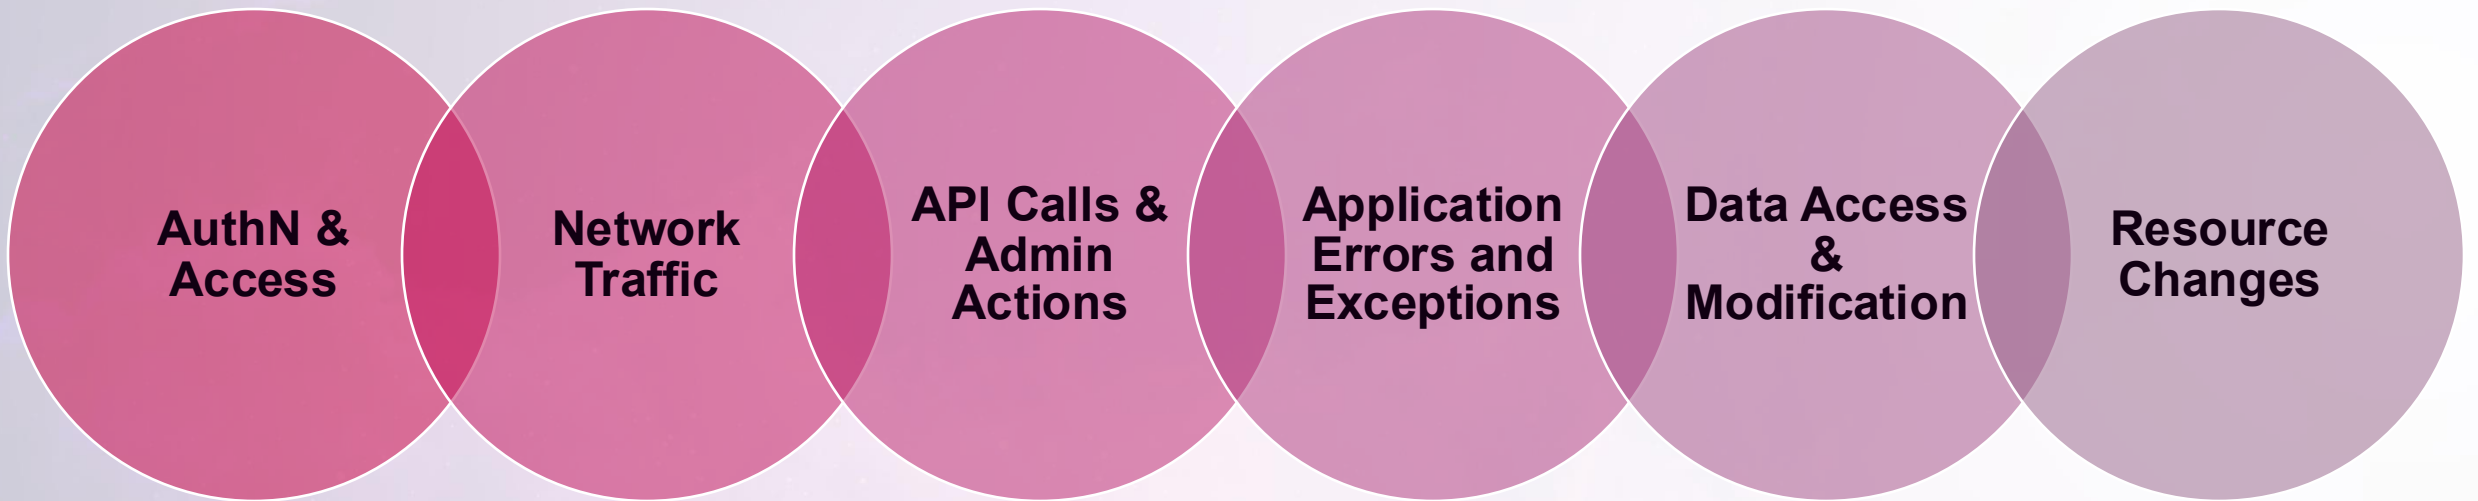 AuthN &
Access
Network
Traffic
API Calls &
Admin
Actions
Application
Errors and
Exceptions
Data Access
&
Modification
Resource
Changes